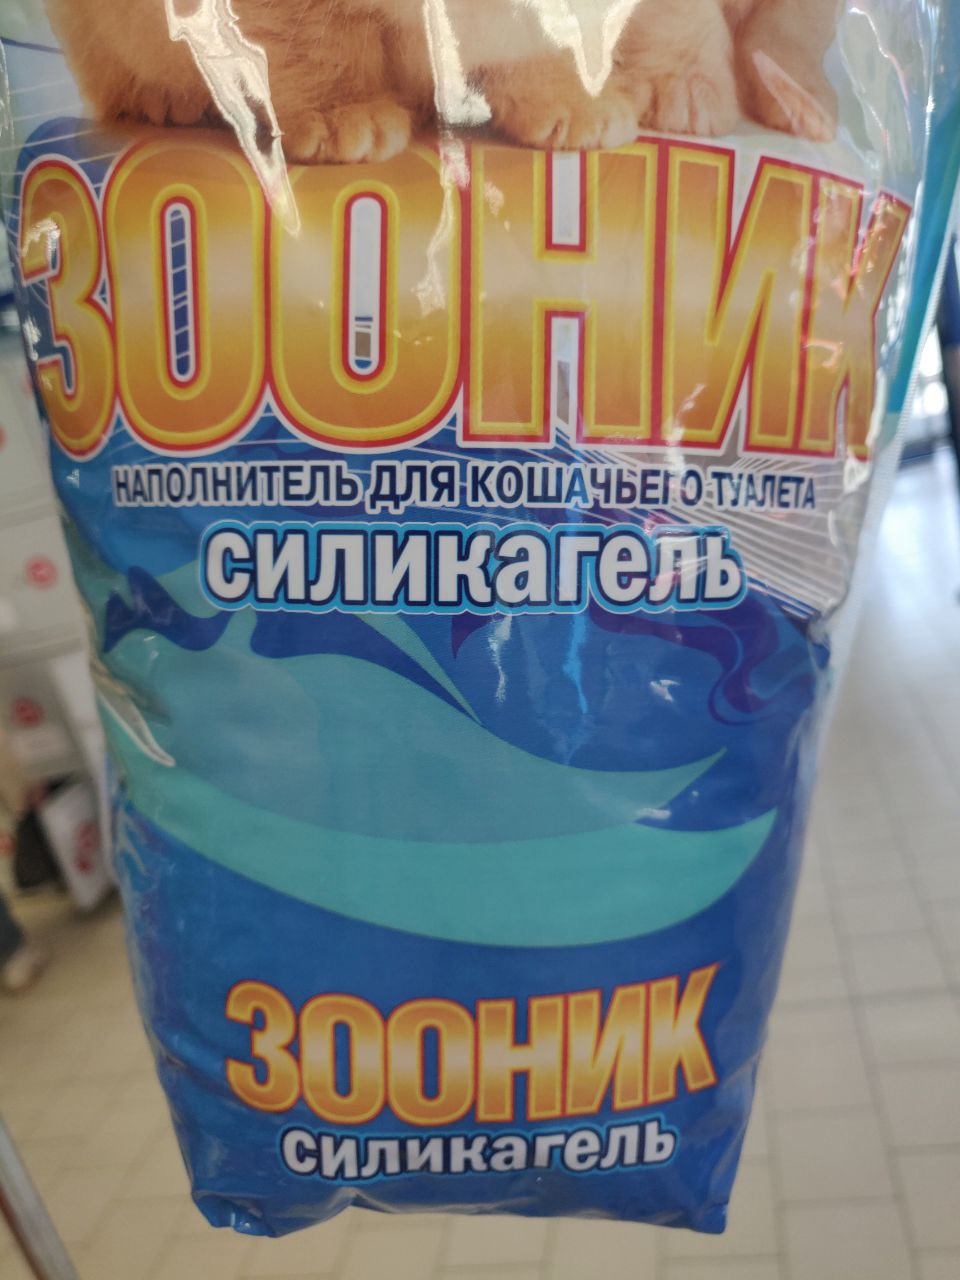 ЗООНИК
НАПОЛНИТЕЛЬ ДЛЯ КОШАЧЬЕГО ТУАЛЕТА
СИЛИКАГЕЛЬ
ЗООНИК
СИЛИКАГЕЛЬ